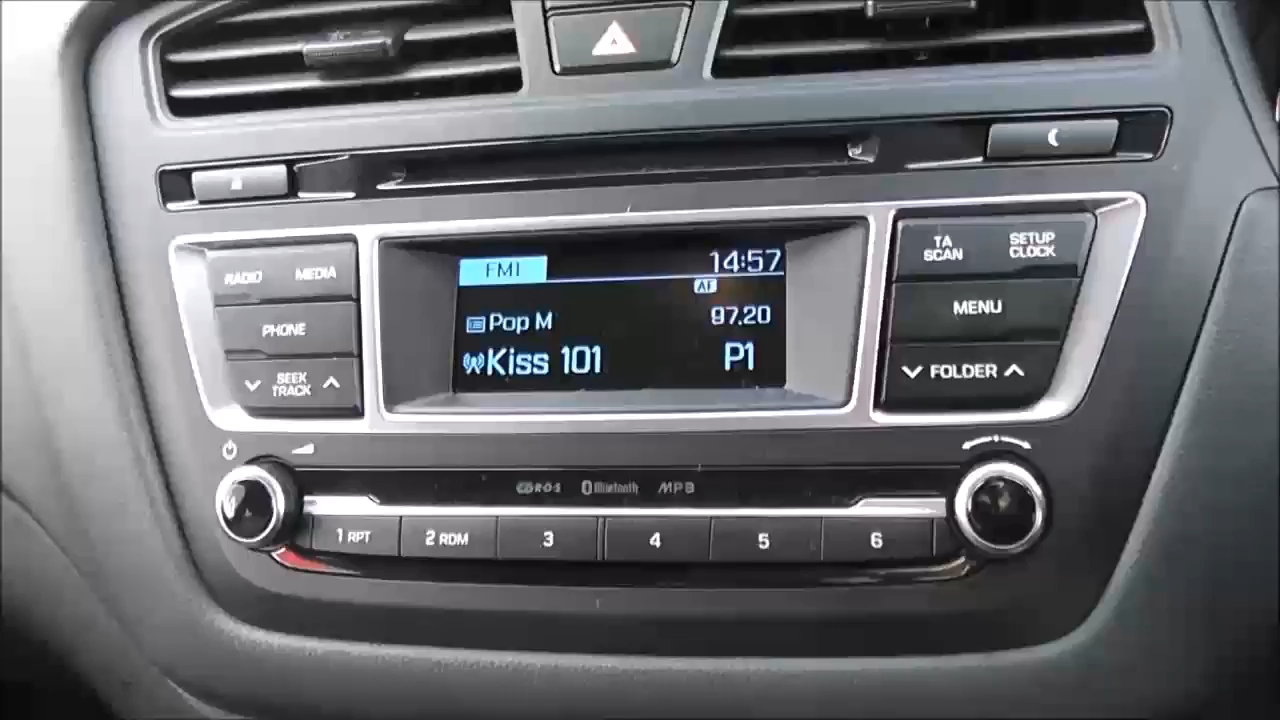 RADIO MEDIA
PHONE
SEEK
TRACK
FM1
14:57
AF
Pop M 97.20
Kiss 101 P1
TA
SCAN
SETUP
CLOCK
MENU
FOLDER
RDS Bluetooth MP3
1 RPT 2 RDM 3 4 5 6